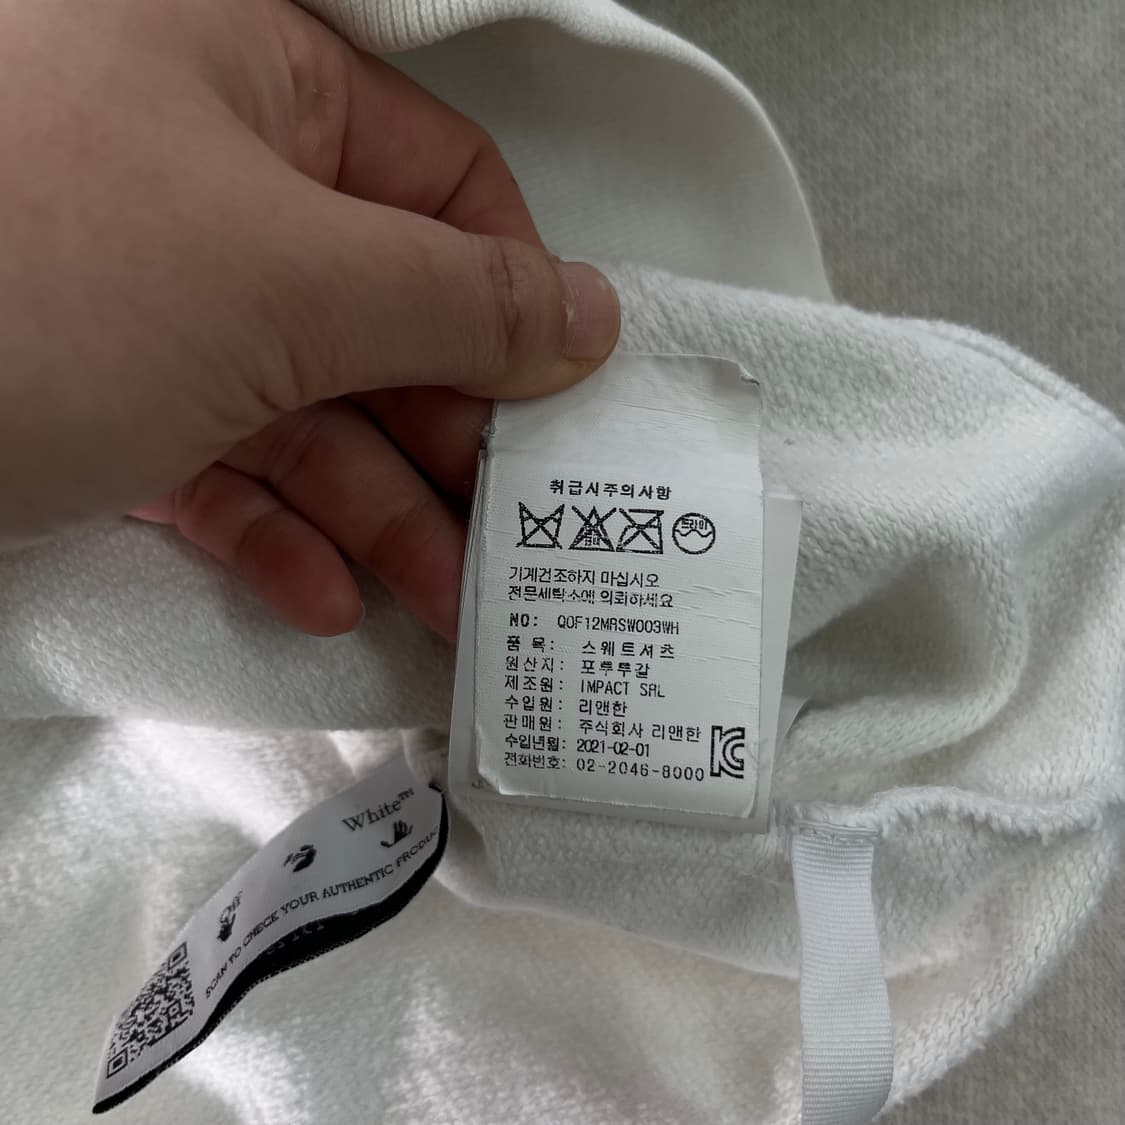 취급시주의사항
드라이
기계건조하지 마십시오
전문세탁소에 의뢰하세요
NO: QOF12MRSW003WH
품 목: 스웨트셔츠
원산지: 포루투갈
제조원: IMPACT SRL
수입원: 리앤한
판매원: 주식회사 리앤한
수입년월: 2021-02-01
전화번호: 02-2046-8000
Off White™
SCAN TO CHECK YOUR AUTHENTIC PRODUC